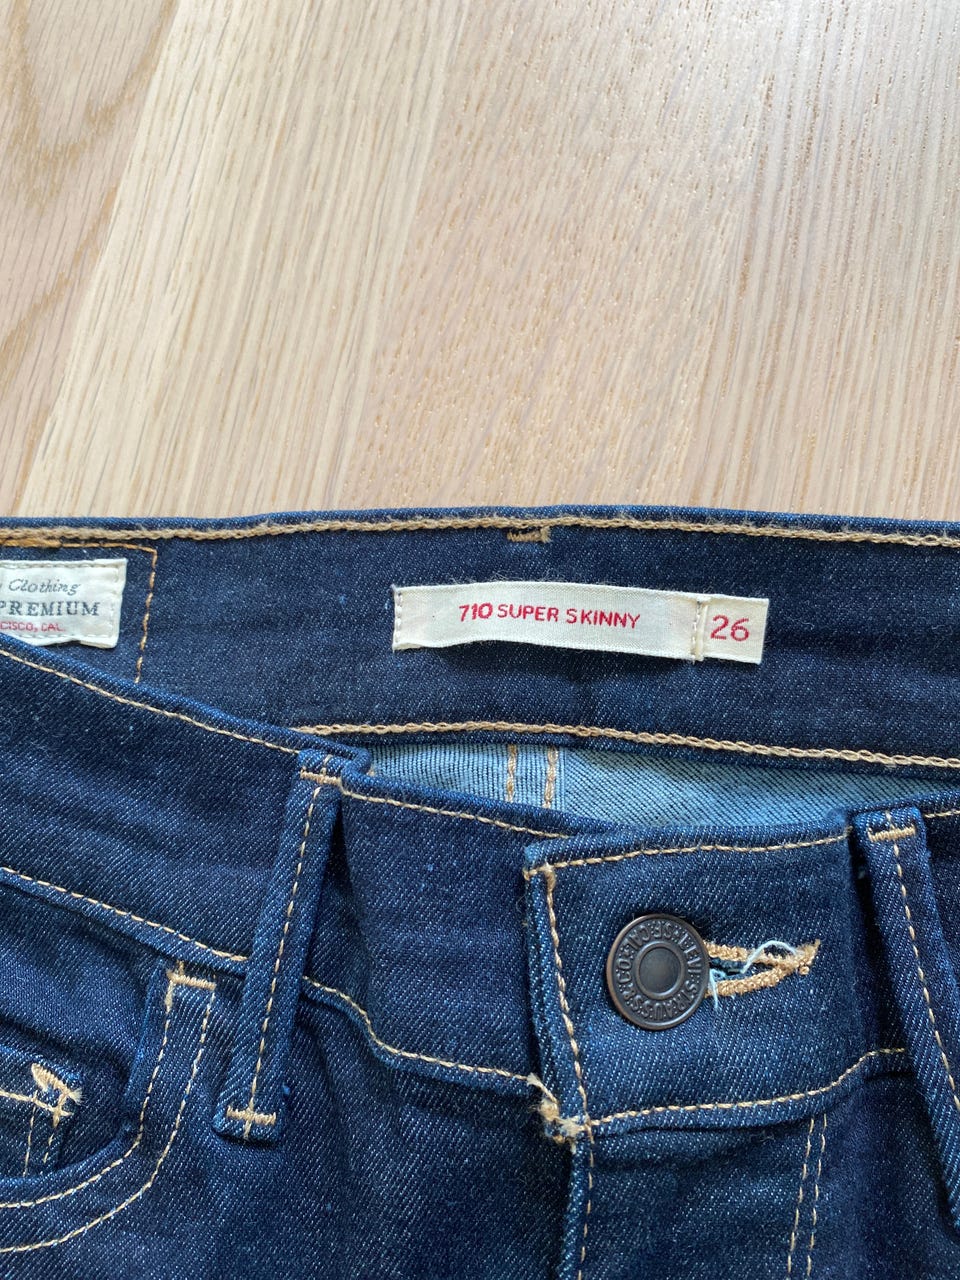 Clothing
PREMIUM
CISCO, CAL
710 SUPER SKINNY
26